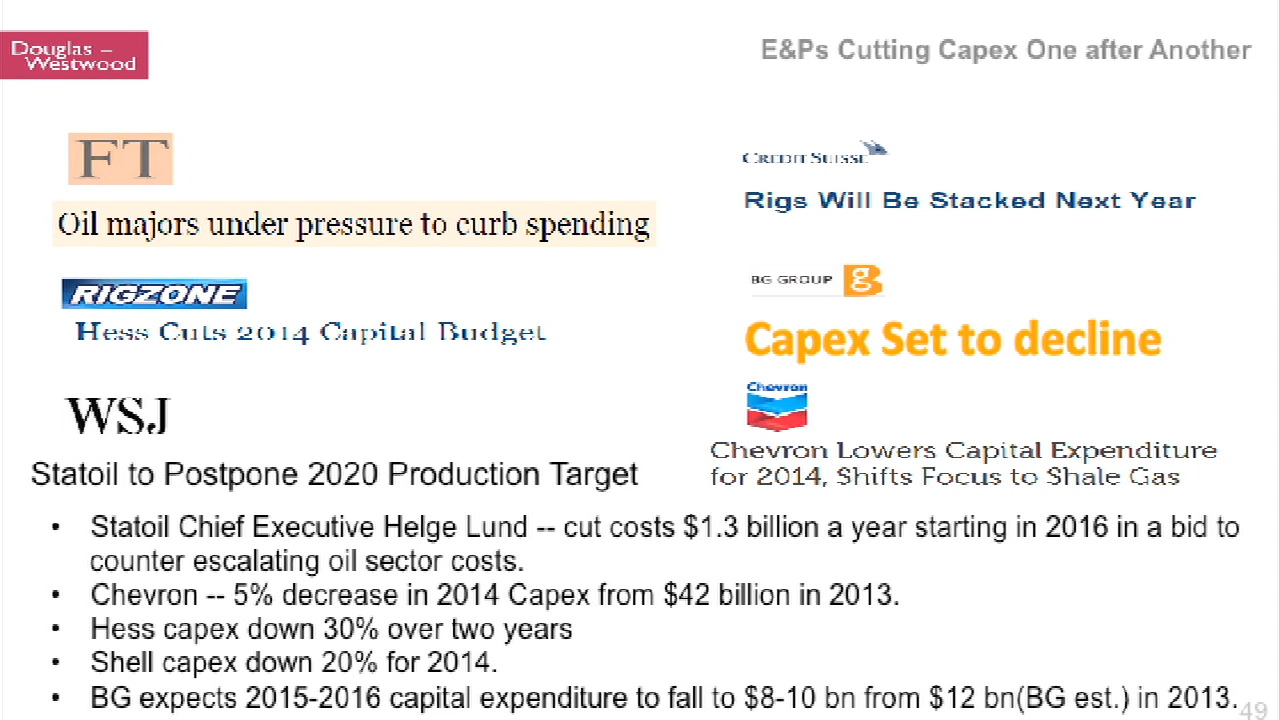 Douglas –
Westwood
E&Ps Cutting Capex One after Another
FT
Oil majors under pressure to curb spending
RIGZONE
Hess Cuts 2014 Capital Budget
WSJ
Statoil to Postpone 2020 Production Target
CREDIT SUISSE
Rigs Will Be Stacked Next Year
BG GROUP g
Capex Set to decline
Chevron
Chevron Lowers Capital Expenditure
for 2014, Shifts Focus to Shale Gas
• Statoil Chief Executive Helge Lund -- cut costs $1.3 billion a year starting in 2016 in a bid to
counter escalating oil sector costs.
• Chevron -- 5% decrease in 2014 Capex from $42 billion in 2013.
• Hess capex down 30% over two years
• Shell capex down 20% for 2014.
• BG expects 2015-2016 capital expenditure to fall to $8-10 bn from $12 bn(BG est.) in 2013.
49